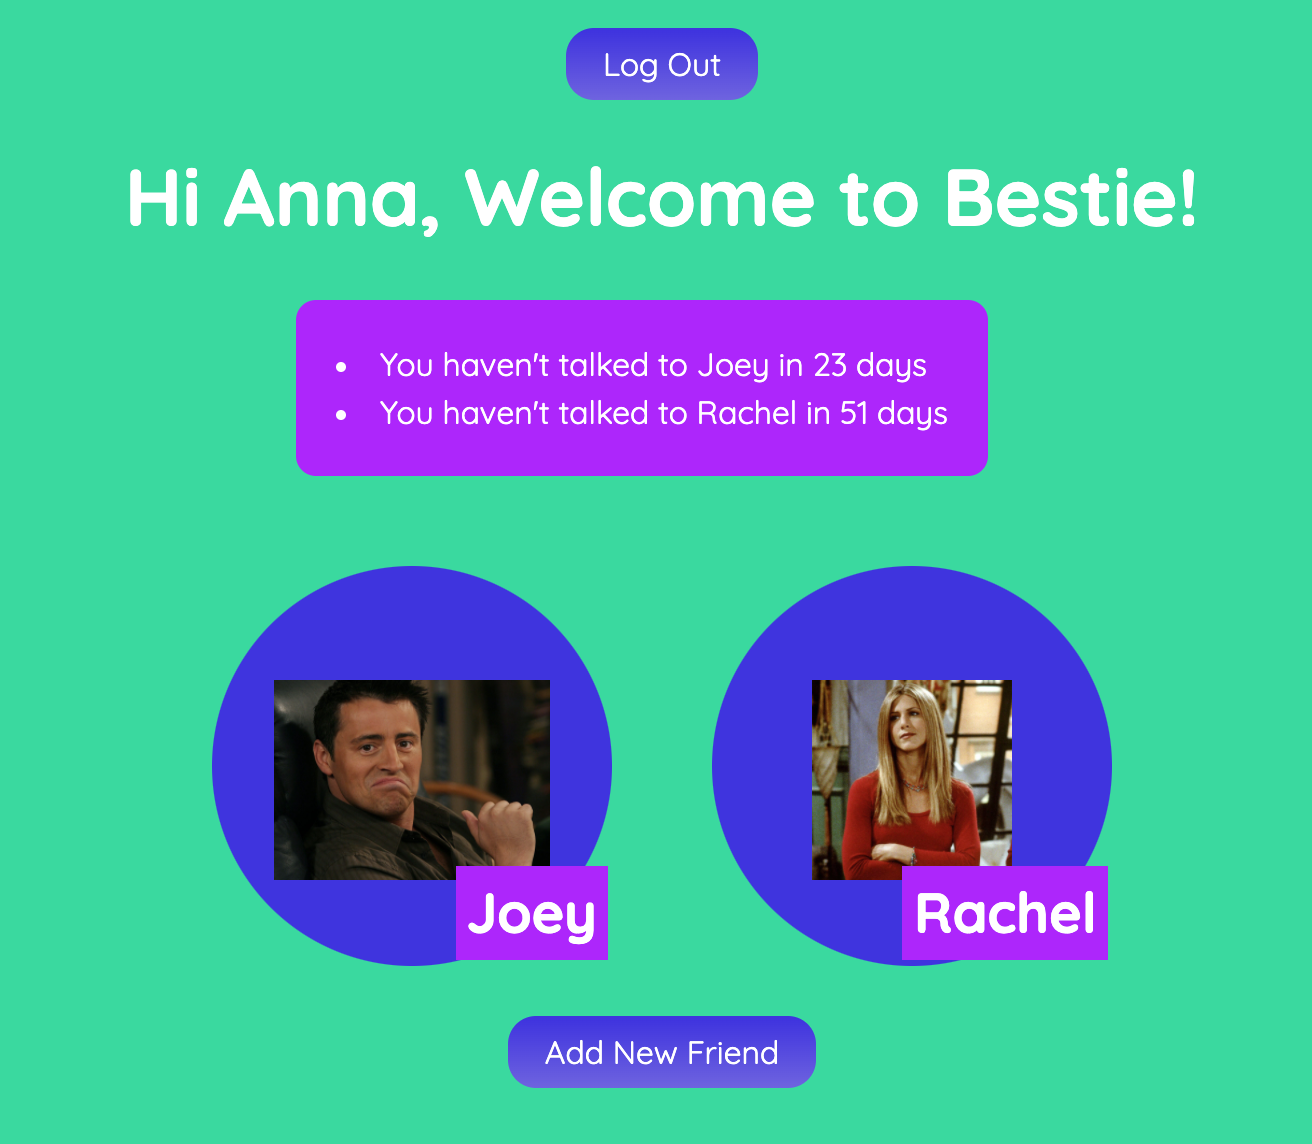 Log Out
Hi Anna, Welcome to Bestie!
You haven't talked to Joey in 23 days
You haven't talked to Rachel in 51 days
Joey
Rachel
Add New Friend